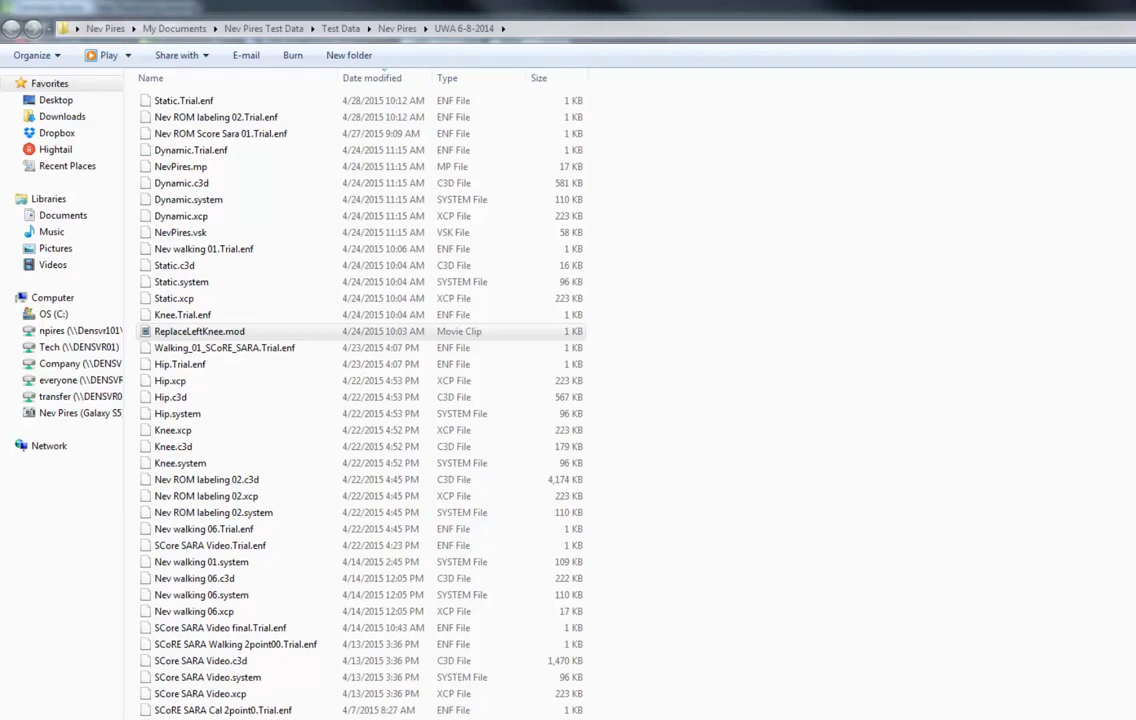 Nev Pires ▸ My Documents ▸ Nev Pires Test Data ▸ Test Data ▸ Nev Pires ▸ UWA 6-8-2014 ▸
Organize Play Share with E-mail Burn New folder
Name Date modified Type Size
Favorites
Desktop
Downloads
Dropbox
Hightail
Recent Places
Libraries
Documents
Music
Pictures
Videos
Computer
OS (C:)
npires (\\Densvr101\
Tech (\\DENSVR01)
Company (\\DENSV
everyone (\\DENSVR
transfer (\\DENSVR0
Nev Pires (Galaxy S5
Network
Static.Trial.enf 4/28/2015 10:12 AM ENF File 1 KB
Nev ROM labeling 02.Trial.enf 4/28/2015 10:12 AM ENF File 1 KB
Nev ROM Score Sara 01.Trial.enf 4/27/2015 9:09 AM ENF File 1 KB
Dynamic.Trial.enf 4/24/2015 11:15 AM ENF File 1 KB
NevPires.mp 4/24/2015 11:15 AM MP File 17 KB
Dynamic.c3d 4/24/2015 11:15 AM C3D File 581 KB
Dynamic.system 4/24/2015 11:15 AM SYSTEM File 110 KB
Dynamic.xcp 4/24/2015 11:15 AM XCP File 223 KB
NevPires.vsk 4/24/2015 11:15 AM VSK File 58 KB
Nev walking 01.Trial.enf 4/24/2015 10:06 AM ENF File 1 KB
Static.c3d 4/24/2015 10:04 AM C3D File 16 KB
Static.system 4/24/2015 10:04 AM SYSTEM File 96 KB
Static.xcp 4/24/2015 10:04 AM XCP File 223 KB
Knee.Trial.enf 4/24/2015 10:04 AM ENF File 1 KB
ReplaceLeftKnee.mod 4/24/2015 10:03 AM Movie Clip 1 KB
Walking_01_SCoRE_SARA.Trial.enf 4/23/2015 4:07 PM ENF File 1 KB
Hip.Trial.enf 4/23/2015 4:07 PM ENF File 1 KB
Hip.xcp 4/22/2015 4:53 PM XCP File 223 KB
Hip.c3d 4/22/2015 4:53 PM C3D File 567 KB
Hip.system 4/22/2015 4:53 PM SYSTEM File 96 KB
Knee.xcp 4/22/2015 4:52 PM XCP File 223 KB
Knee.c3d 4/22/2015 4:52 PM C3D File 179 KB
Knee.system 4/22/2015 4:52 PM SYSTEM File 96 KB
Nev ROM labeling 02.c3d 4/22/2015 4:45 PM C3D File 4,174 KB
Nev ROM labeling 02.xcp 4/22/2015 4:45 PM XCP File 223 KB
Nev ROM labeling 02.system 4/22/2015 4:45 PM SYSTEM File 110 KB
Nev walking 06.Trial.enf 4/22/2015 4:45 PM ENF File 1 KB
SCore SARA Video.Trial.enf 4/22/2015 4:23 PM ENF File 1 KB
Nev walking 01.system 4/14/2015 2:45 PM SYSTEM File 109 KB
Nev walking 06.c3d 4/14/2015 12:05 PM C3D File 222 KB
Nev walking 06.system 4/14/2015 12:05 PM SYSTEM File 110 KB
Nev walking 06.xcp 4/14/2015 12:05 PM XCP File 17 KB
SCore SARA Video final.Trial.enf 4/14/2015 10:43 AM ENF File 1 KB
SCoRE SARA Walking 2point00.Trial.enf 4/13/2015 3:36 PM ENF File 1 KB
SCore SARA Video.c3d 4/13/2015 3:36 PM C3D File 1,470 KB
SCore SARA Video.system 4/13/2015 3:36 PM SYSTEM File 96 KB
SCore SARA Video.xcp 4/13/2015 3:36 PM XCP File 223 KB
SCoRE SARA Cal 2point0.Trial.enf 4/7/2015 8:27 AM ENF File 1 KB